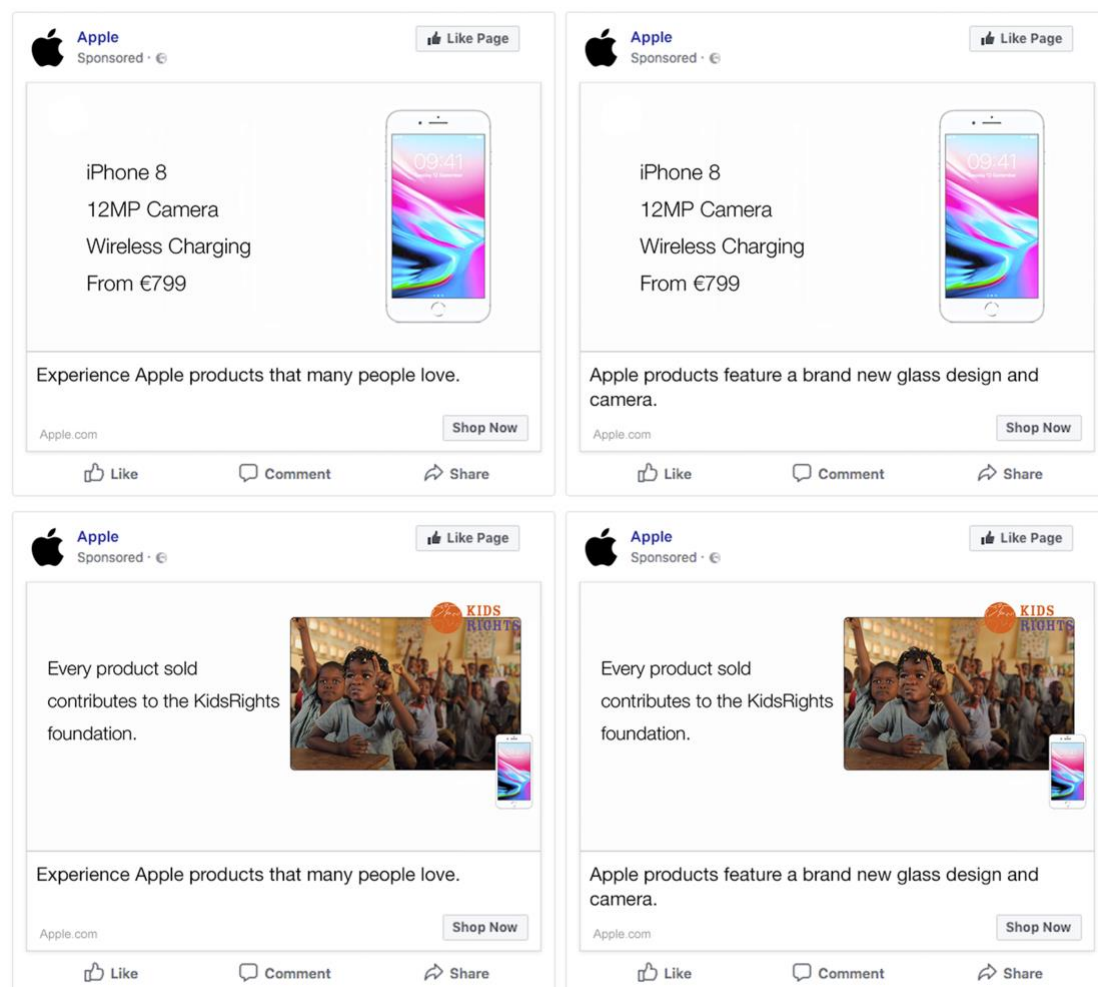 Apple
Like Page
Sponsored ·
iPhone 8
12MP Camera
Wireless Charging
From €799
09:41
Experience Apple products that many people love.
Apple.com
Shop Now
Like
Comment
Share
Apple
Like Page
Sponsored ·
iPhone 8
12MP Camera
Wireless Charging
From €799
09:41
Apple products feature a brand new glass design and
camera.
Apple.com
Shop Now
Like
Comment
Share
Apple
Like Page
Sponsored ·
KIDS
RIGHTS
Every product sold
contributes to the KidsRights
foundation.
Experience Apple products that many people love.
Apple.com
Shop Now
Like
Comment
Share
Apple
Like Page
Sponsored ·
KIDS
RIGHTS
Every product sold
contributes to the KidsRights
foundation.
Apple products feature a brand new glass design and
camera.
Apple.com
Shop Now
Like
Comment
Share